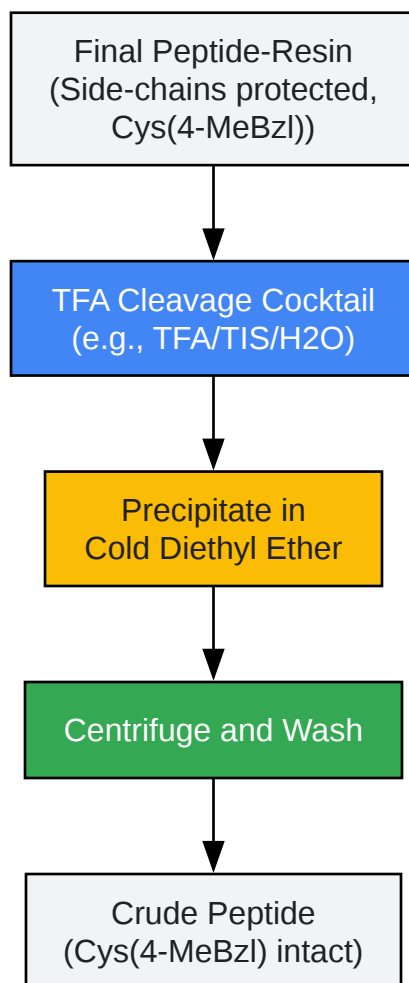 Final Peptide-Resin
(Side-chains protected,
Cys(4-MeBzl))
TFA Cleavage Cocktail
(e.g., TFA/TIS/H2O)
Precipitate in
Cold Diethyl Ether
Centrifuge and Wash
Crude Peptide
(Cys(4-MeBzl) intact)